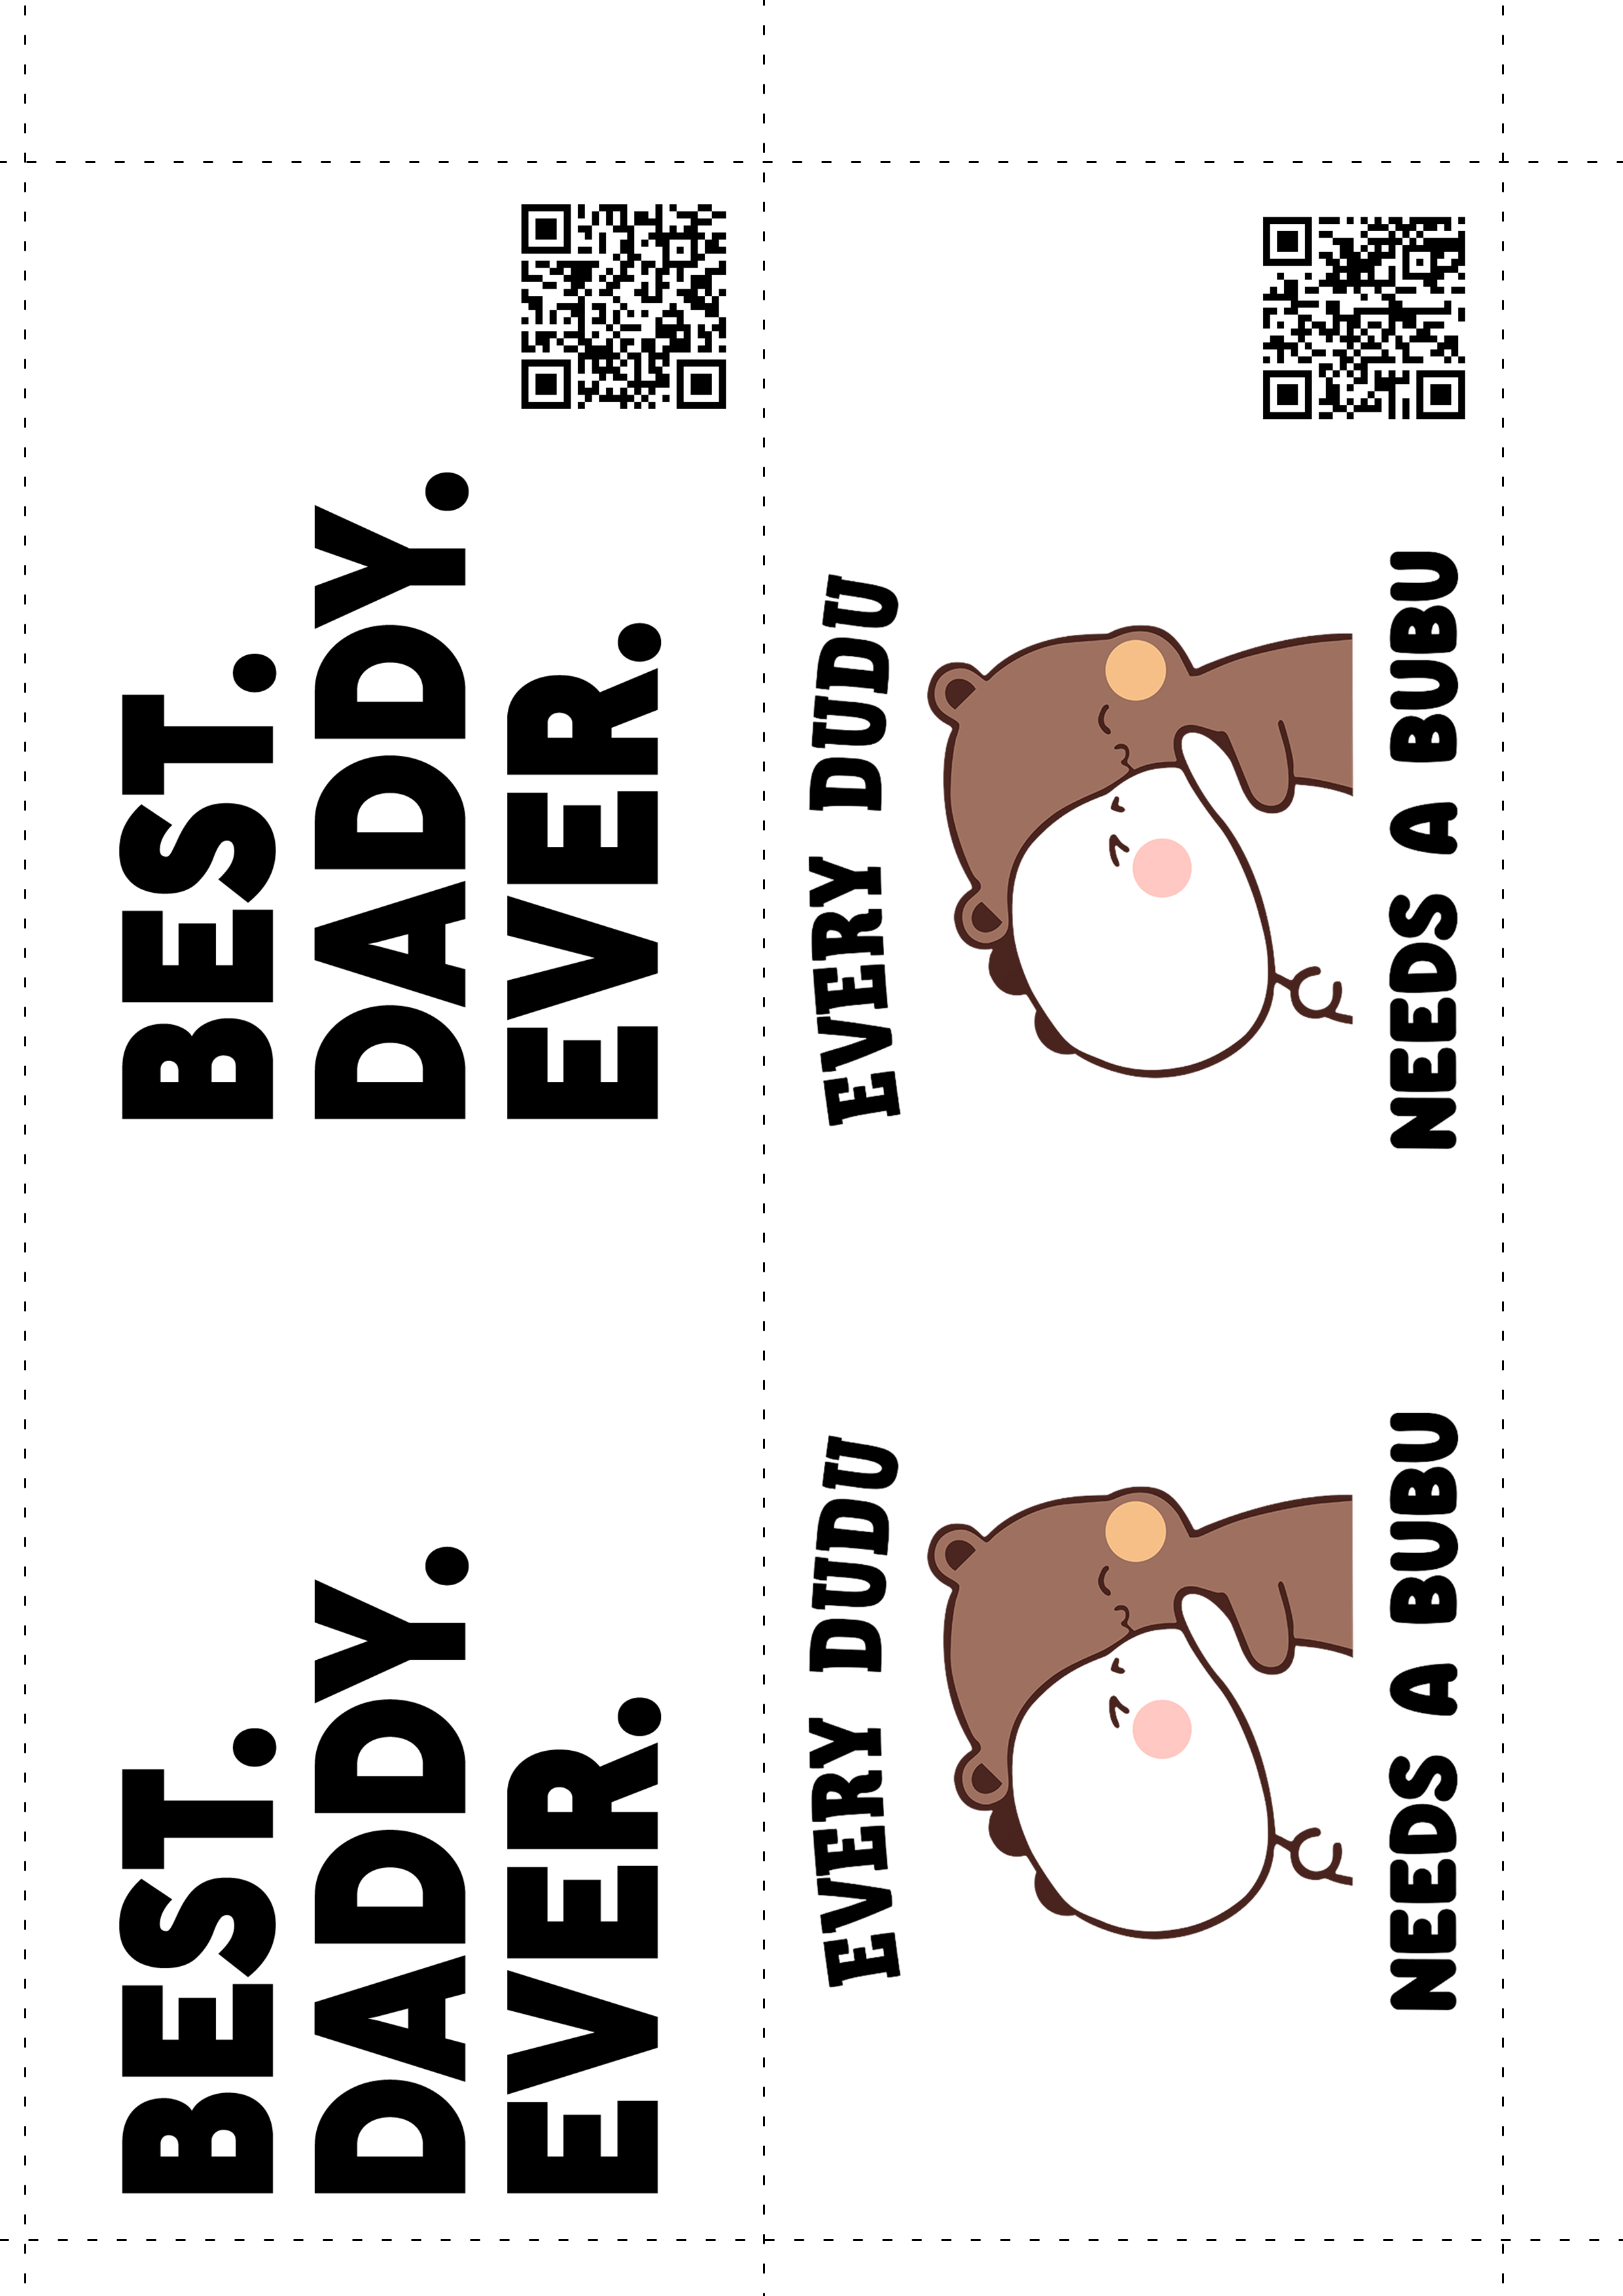 BEST.
DADDY.
EVER.
BEST.
DADDY.
EVER.
EVERY DUDU
NEEDS A BUBU
EVERY DUDU
NEEDS A BUBU